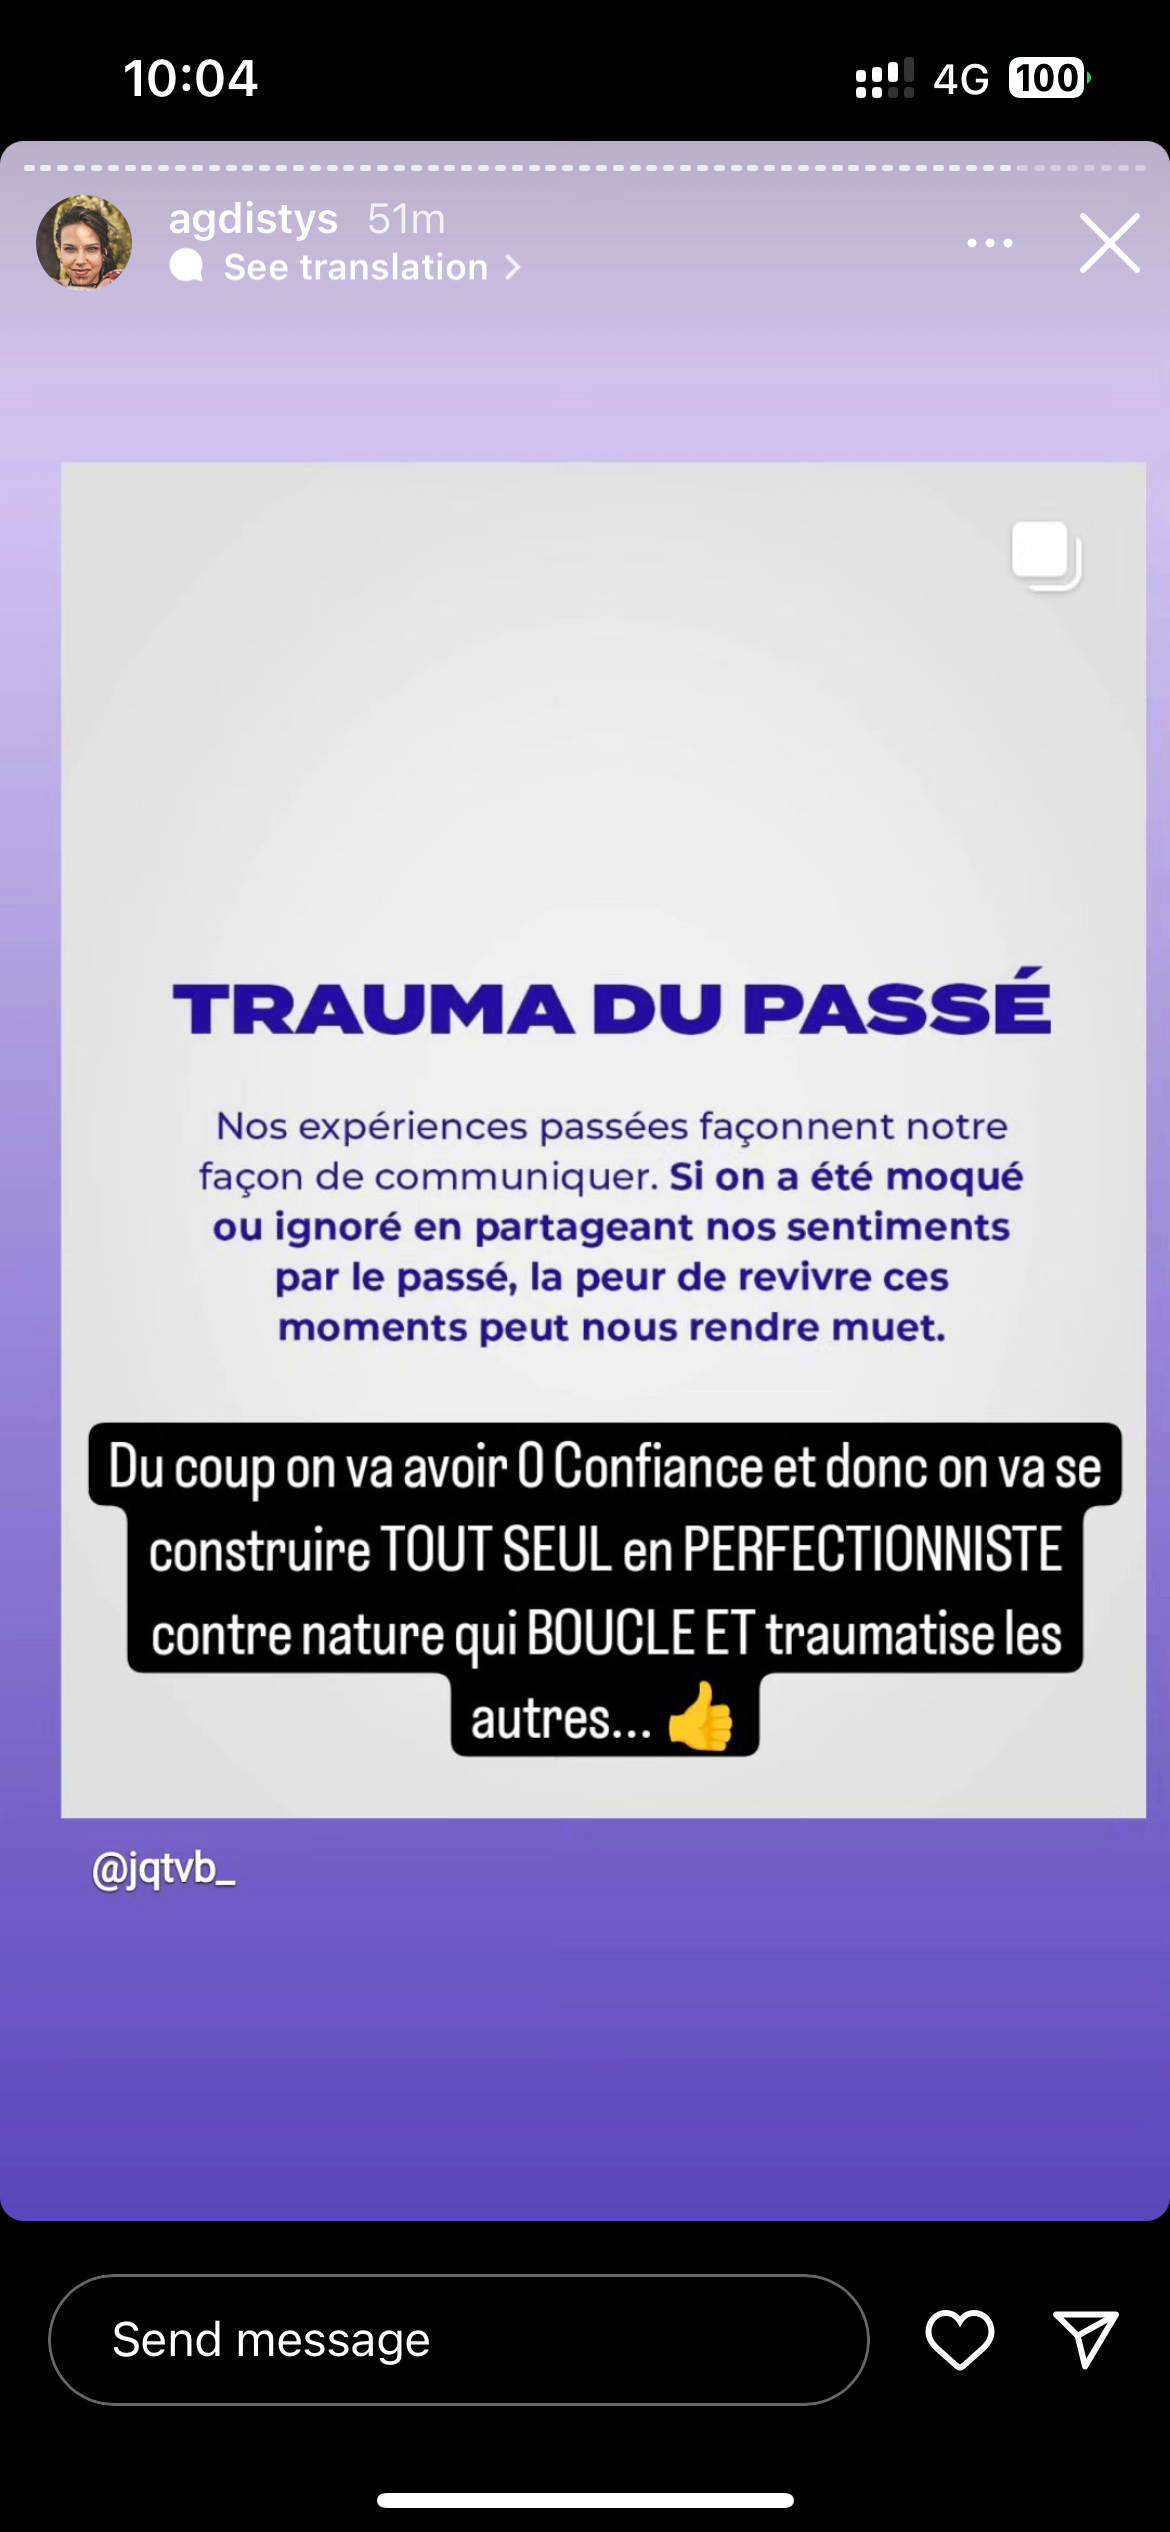 10:04
4G
100
agdistys 51m
See translation
TRAUMA DU PASSÉ
Nos expériences passées façonnent notre
façon de communiquer. Si on a été moqué
ou ignoré en partageant nos sentiments
par le passé, la peur de revivre ces
moments peut nous rendre muet.
Du coup on va avoir 0 Confiance et donc on va se
construire TOUT SEUL en PERFECTIONNISTE
contre nature qui BOUCLE ET traumatise les
autres... 👍
@jqtvb_
Send message